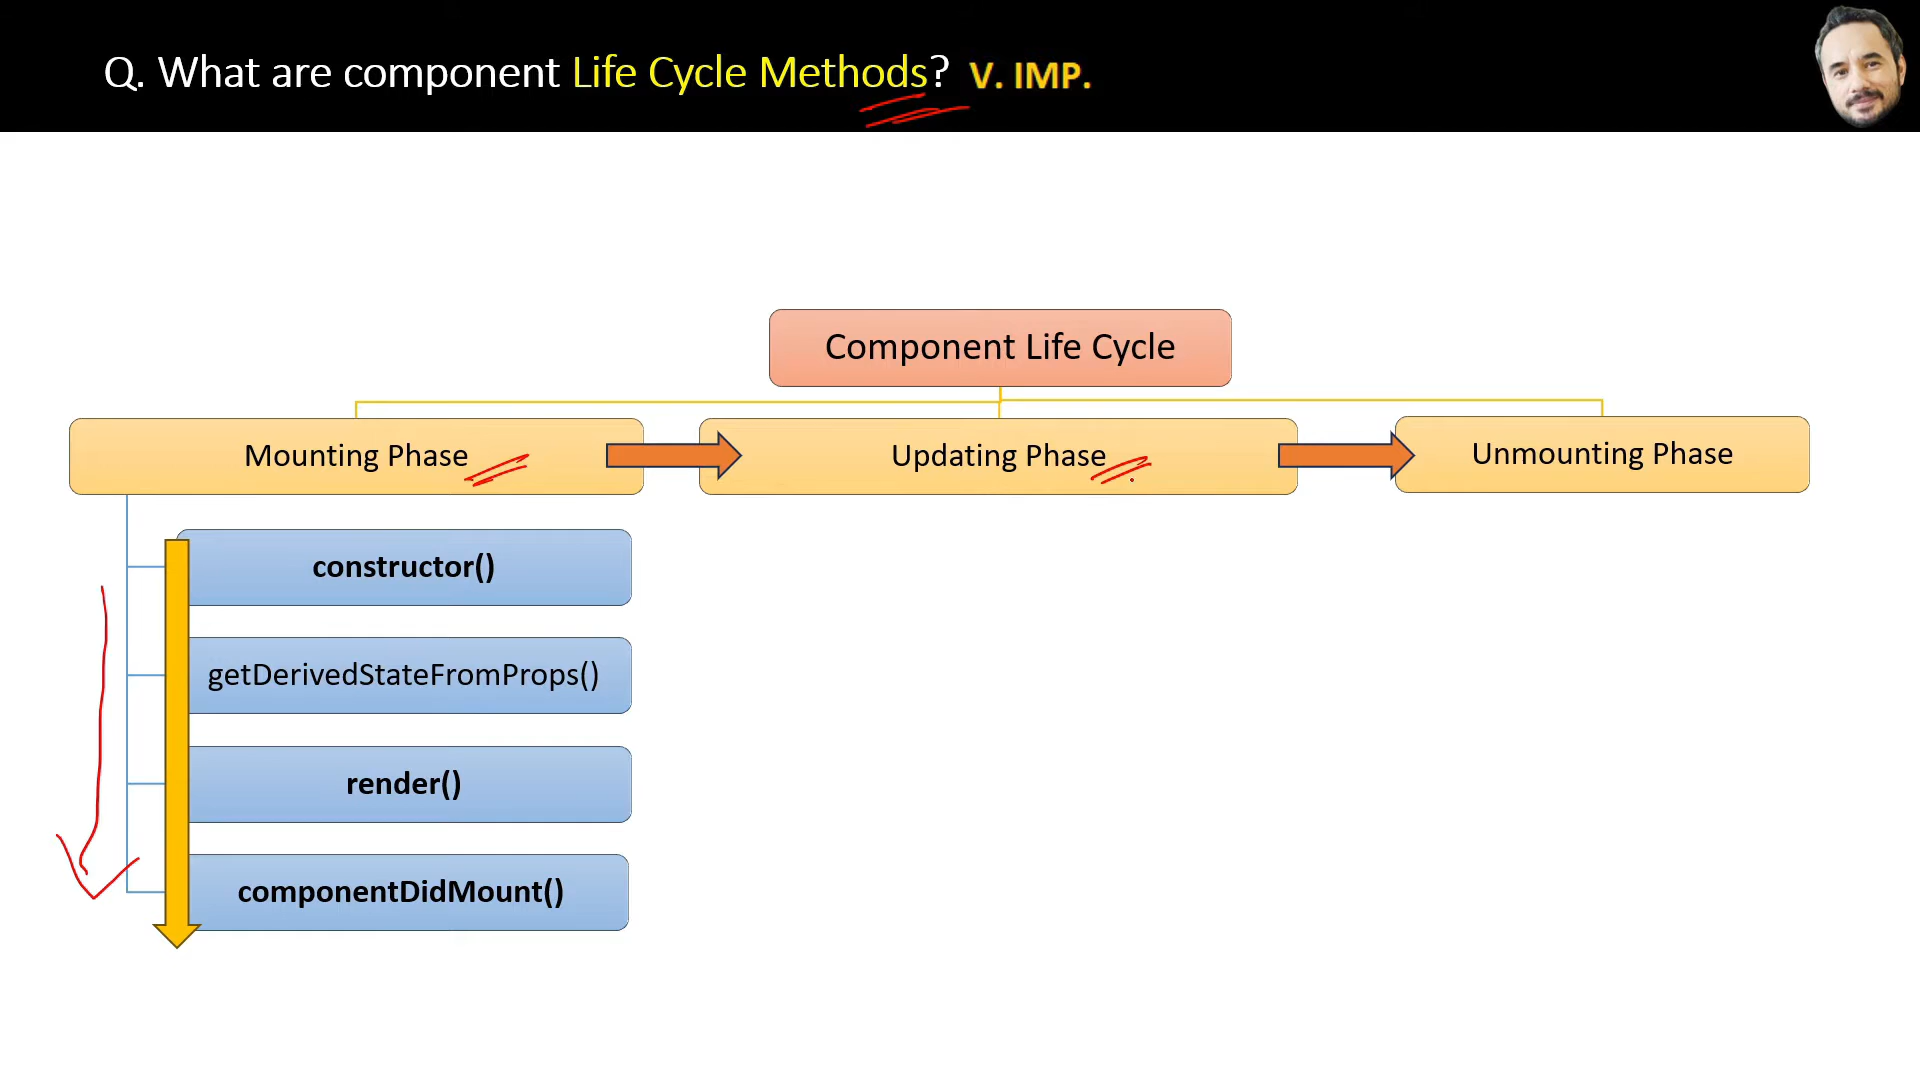 Q. What are component Life Cycle Methods? V. IMP.
Component Life Cycle
Mounting Phase
Updating Phase
Unmounting Phase
constructor()
getDerivedStateFromProps()
render()
componentDidMount()